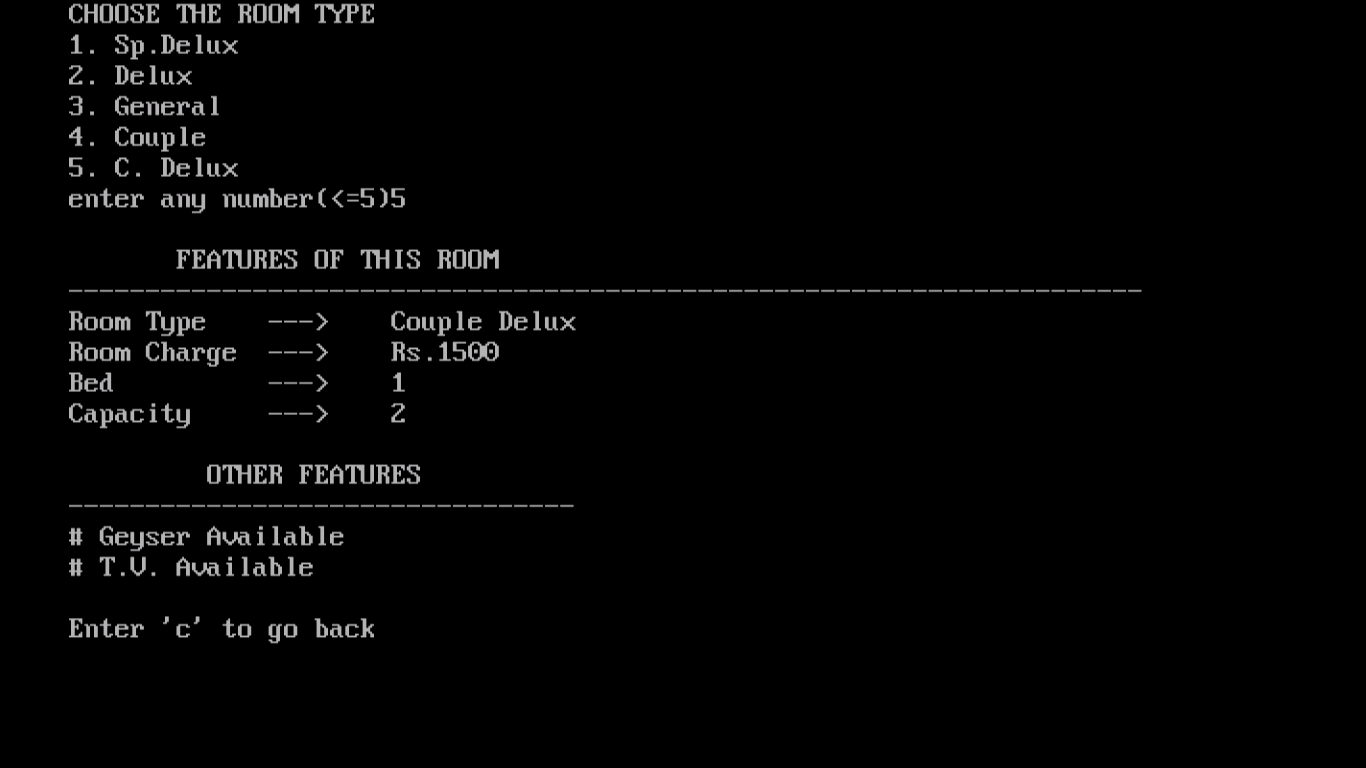 CHOOSE THE ROOM TYPE
1. Sp.Delux
2. Delux
3. General
4. Couple
5. C. Delux
enter any number(<=5)5
FEATURES OF THIS ROOM
----------------------------------------------------------------------
Room Type ---> Couple Delux
Room Charge ---> Rs.1500
Bed ---> 1
Capacity ---> 2
OTHER FEATURES
---------------------------------
# Geyser Available
# T.V. Available
Enter 'c' to go back